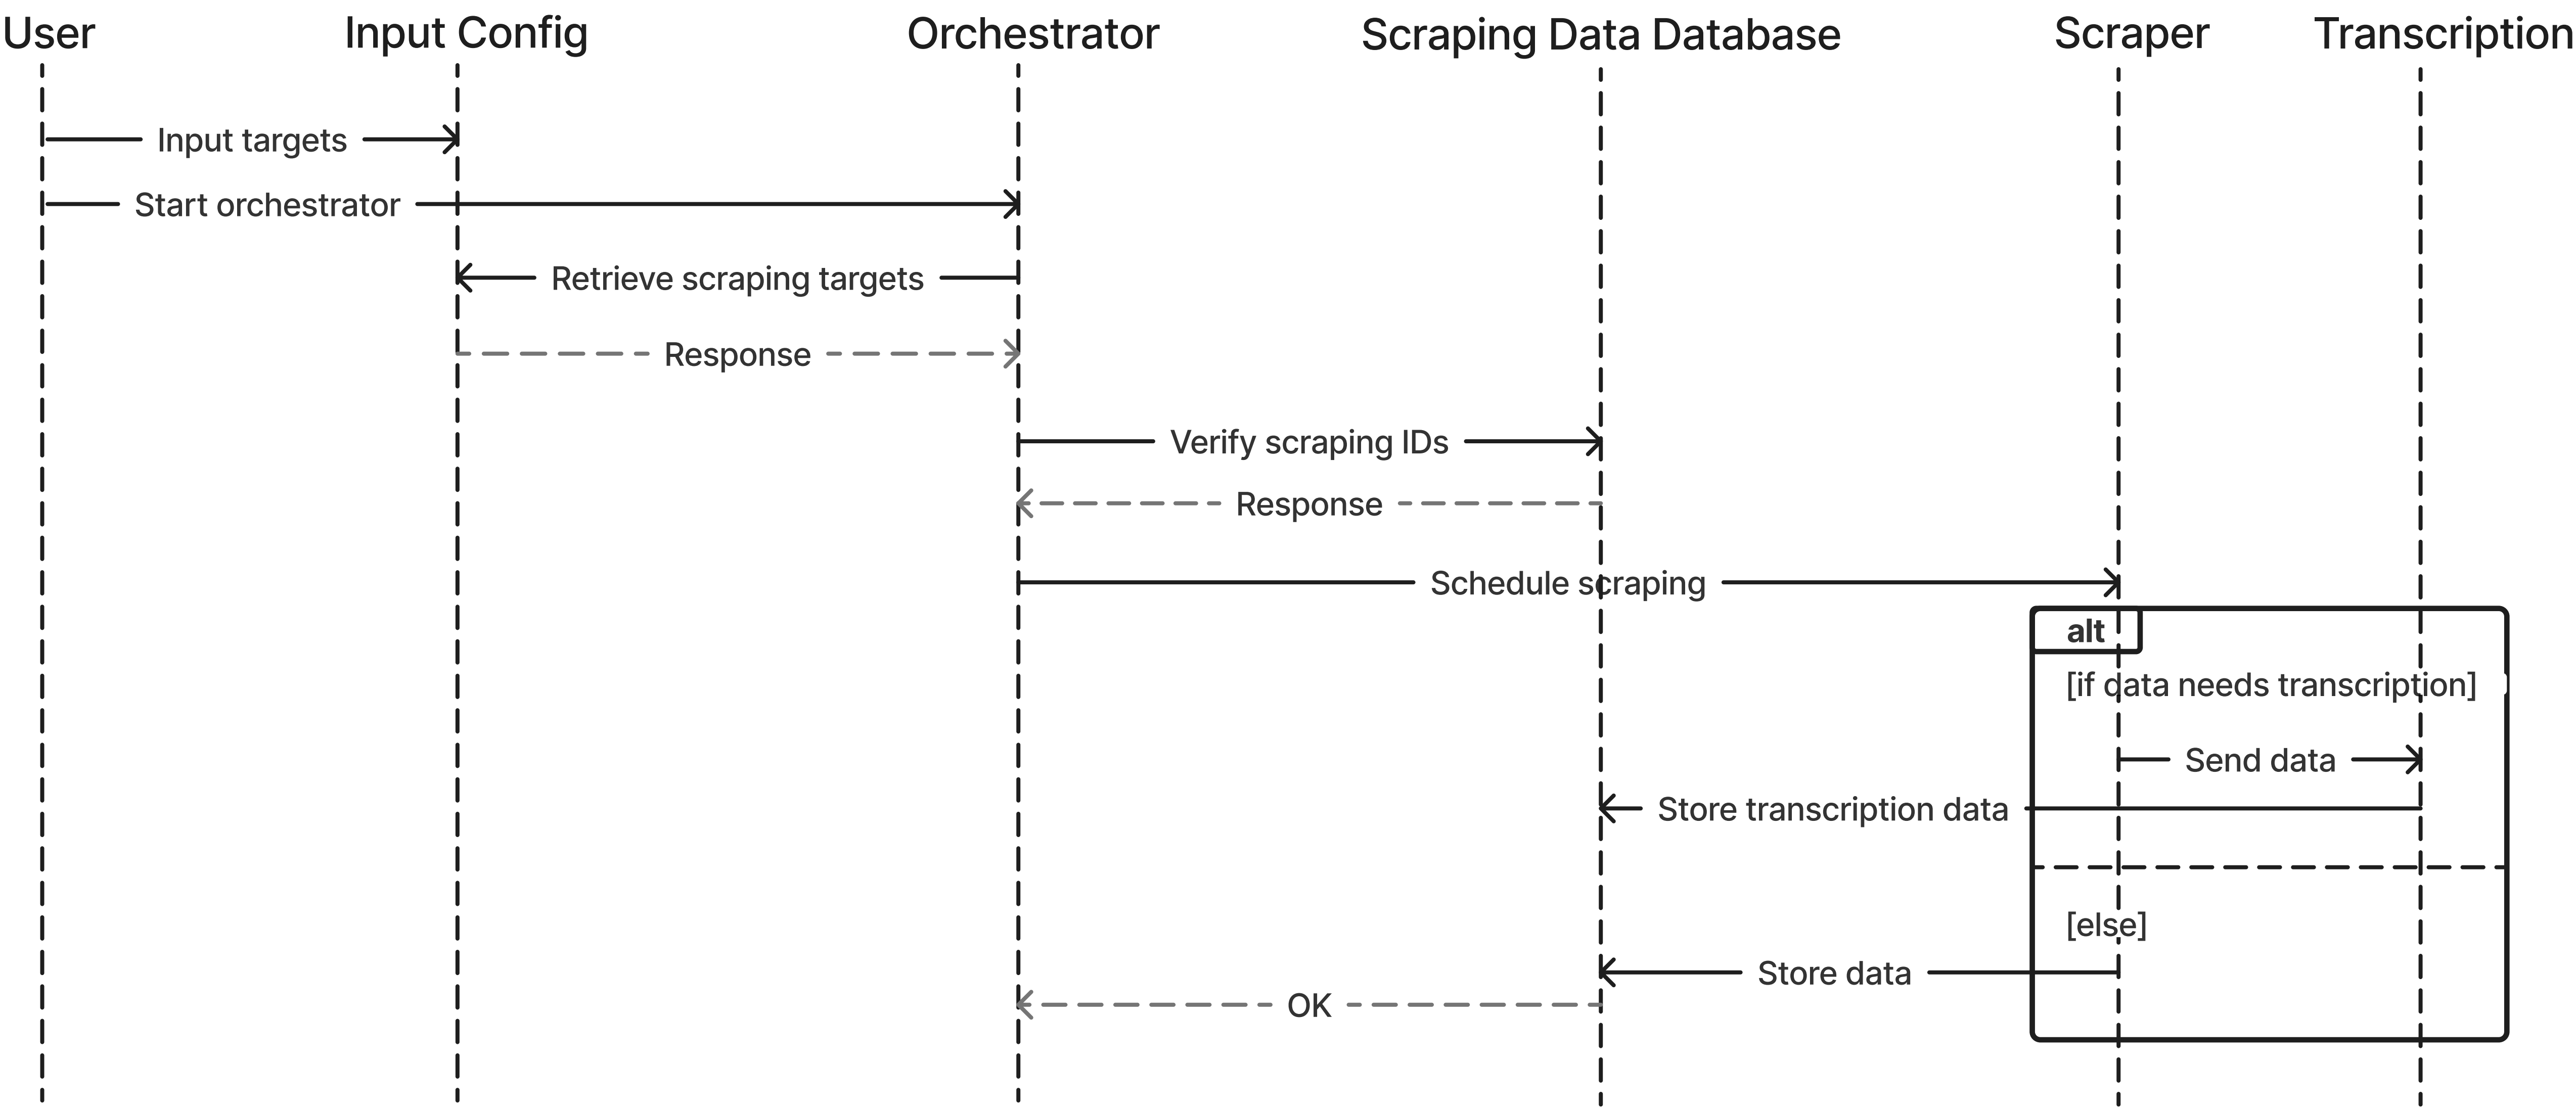 User
Input Config
Orchestrator
Scraping Data Database
Scraper
Transcription
Input targets
Start orchestrator
Retrieve scraping targets
Response
Verify scraping IDs
Response
Schedule scraping
alt
[if data needs transcription]
Send data
Store transcription data
[else]
Store data
OK